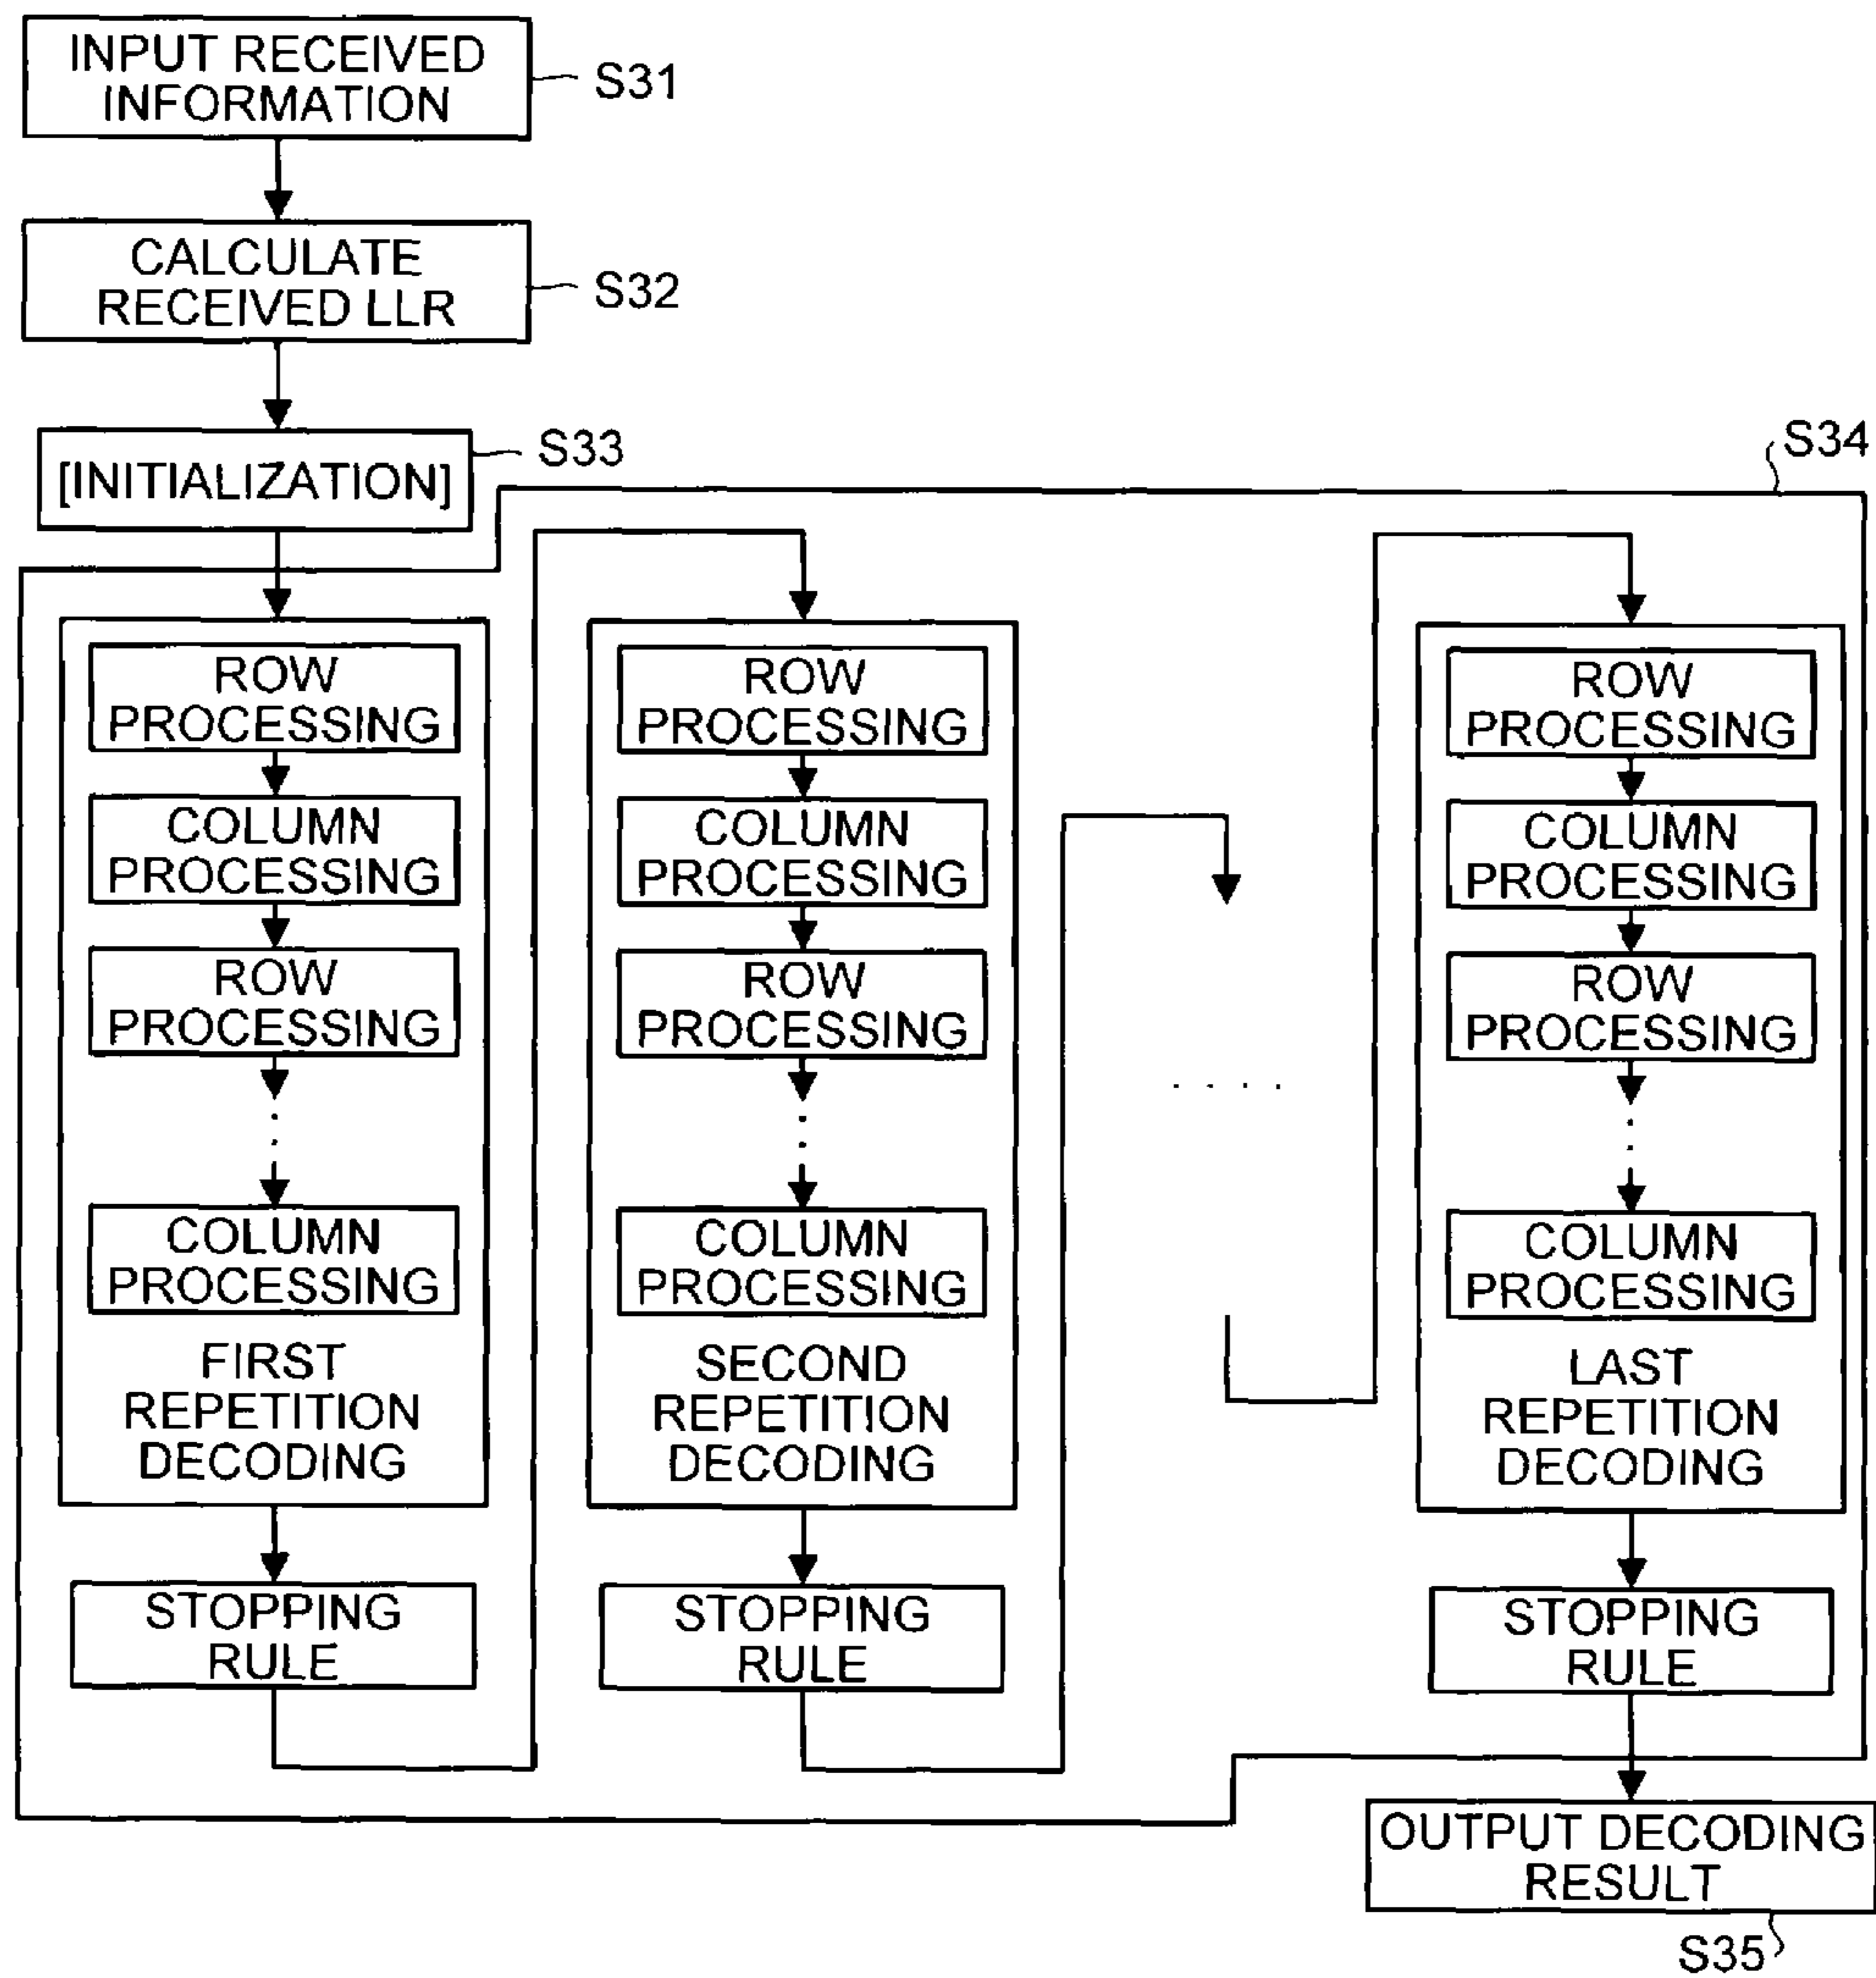 INPUT RECEIVED
INFORMATION
S31
CALCULATE
RECEIVED LLR
S32
[INITIALIZATION]
S33
S34
ROW
PROCESSING
COLUMN
PROCESSING
ROW
PROCESSING
COLUMN
PROCESSING
FIRST
REPETITION
DECODING
STOPPING
RULE
ROW
PROCESSING
COLUMN
PROCESSING
ROW
PROCESSING
COLUMN
PROCESSING
SECOND
REPETITION
DECODING
STOPPING
RULE
. . . .
ROW
PROCESSING
COLUMN
PROCESSING
ROW
PROCESSING
COLUMN
PROCESSING
LAST
REPETITION
DECODING
STOPPING
RULE
OUTPUT DECODING
RESULT
S35